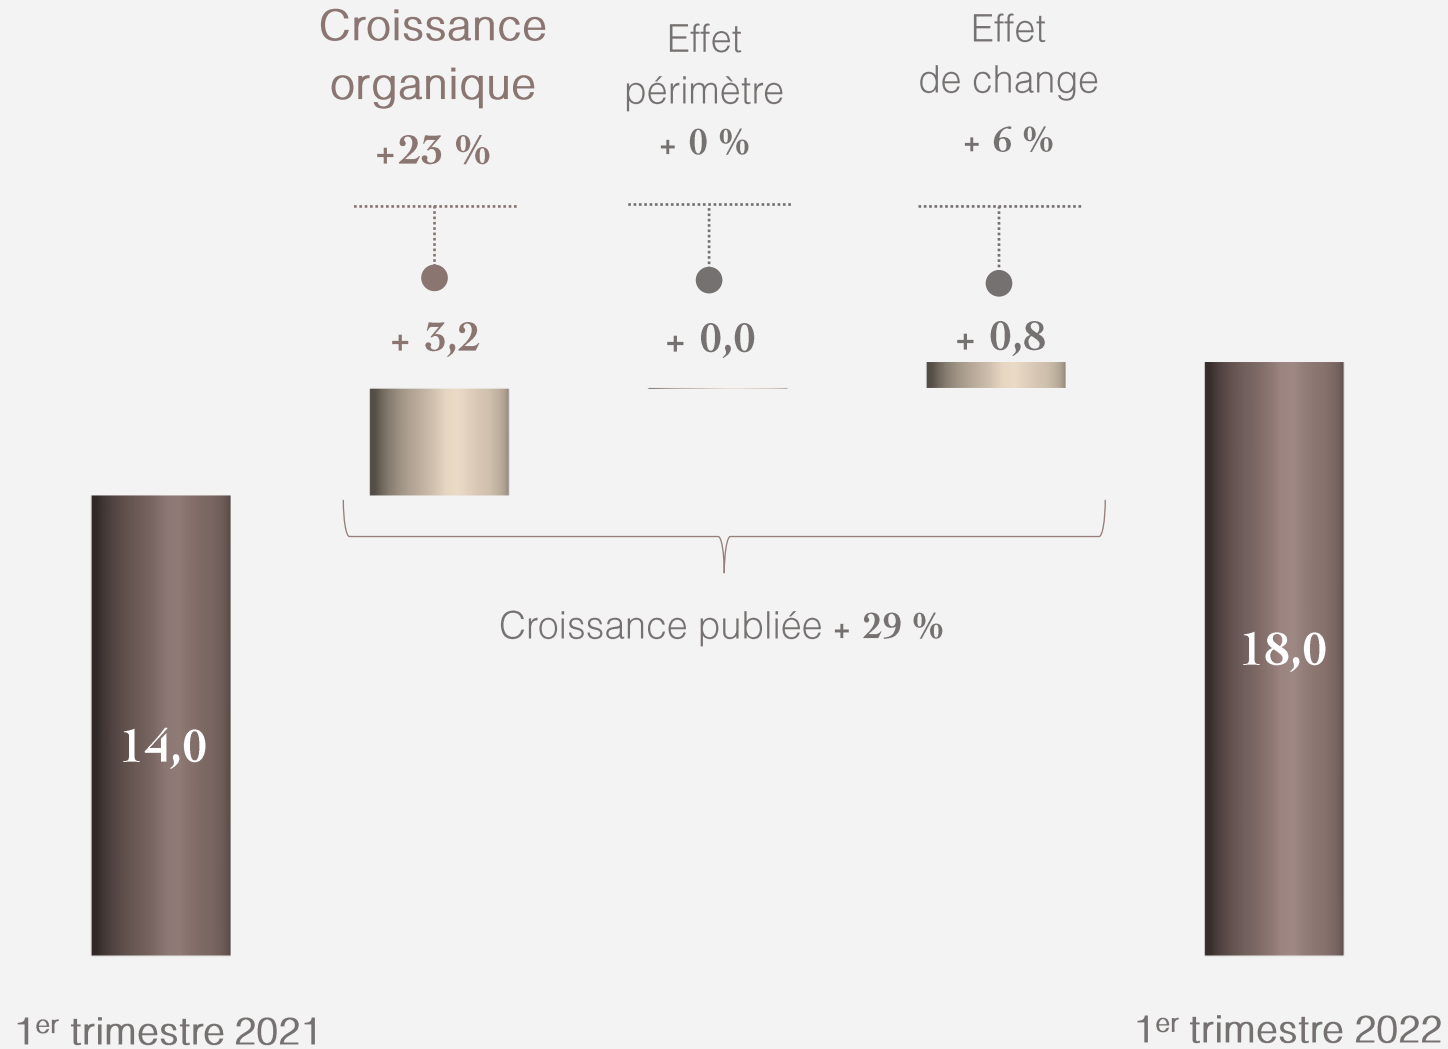 Croissance
organique
+23 %
Effet
périmètre
+ 0 %
Effet
de change
+ 6 %
+ 3,2
+ 0,0
+ 0,8
Croissance publiée + 29 %
14,0
18,0
1er trimestre 2021
1er trimestre 2022